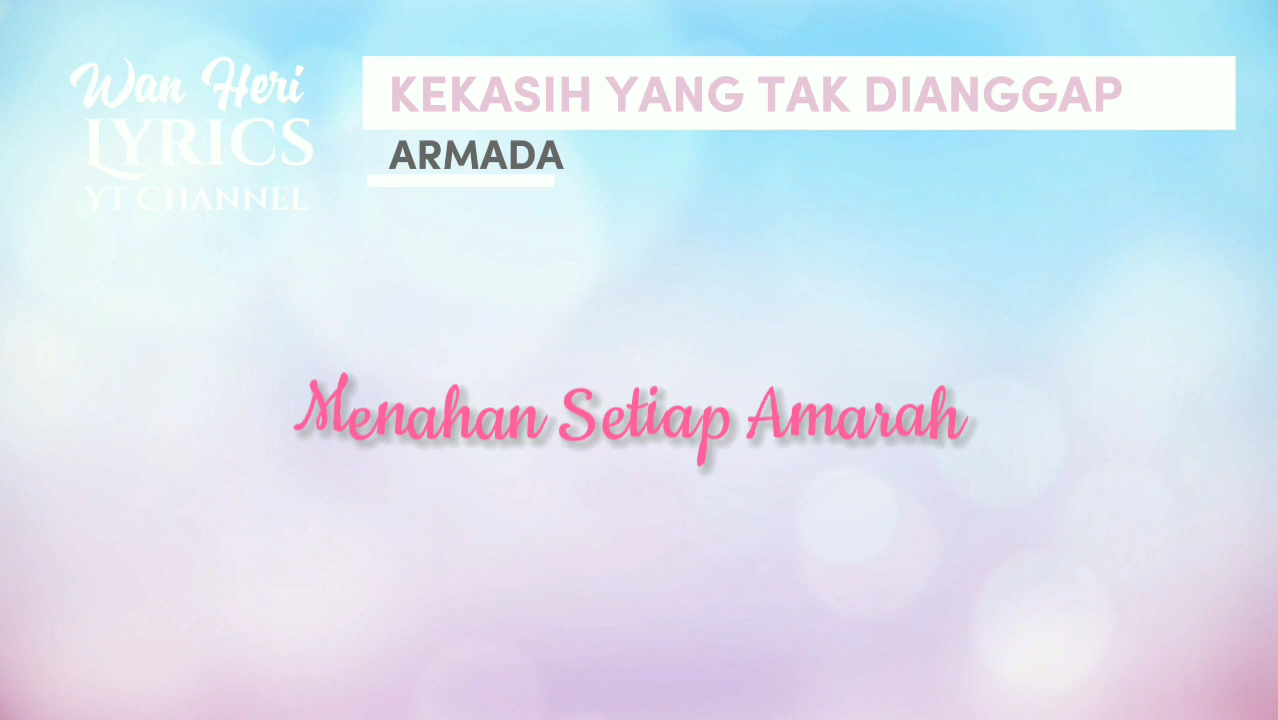 Wan Heri
LYRICS
YT CHANNEL
KEKASIH YANG TAK DIANGGAP
ARMADA
Menahan Setiap Amarah